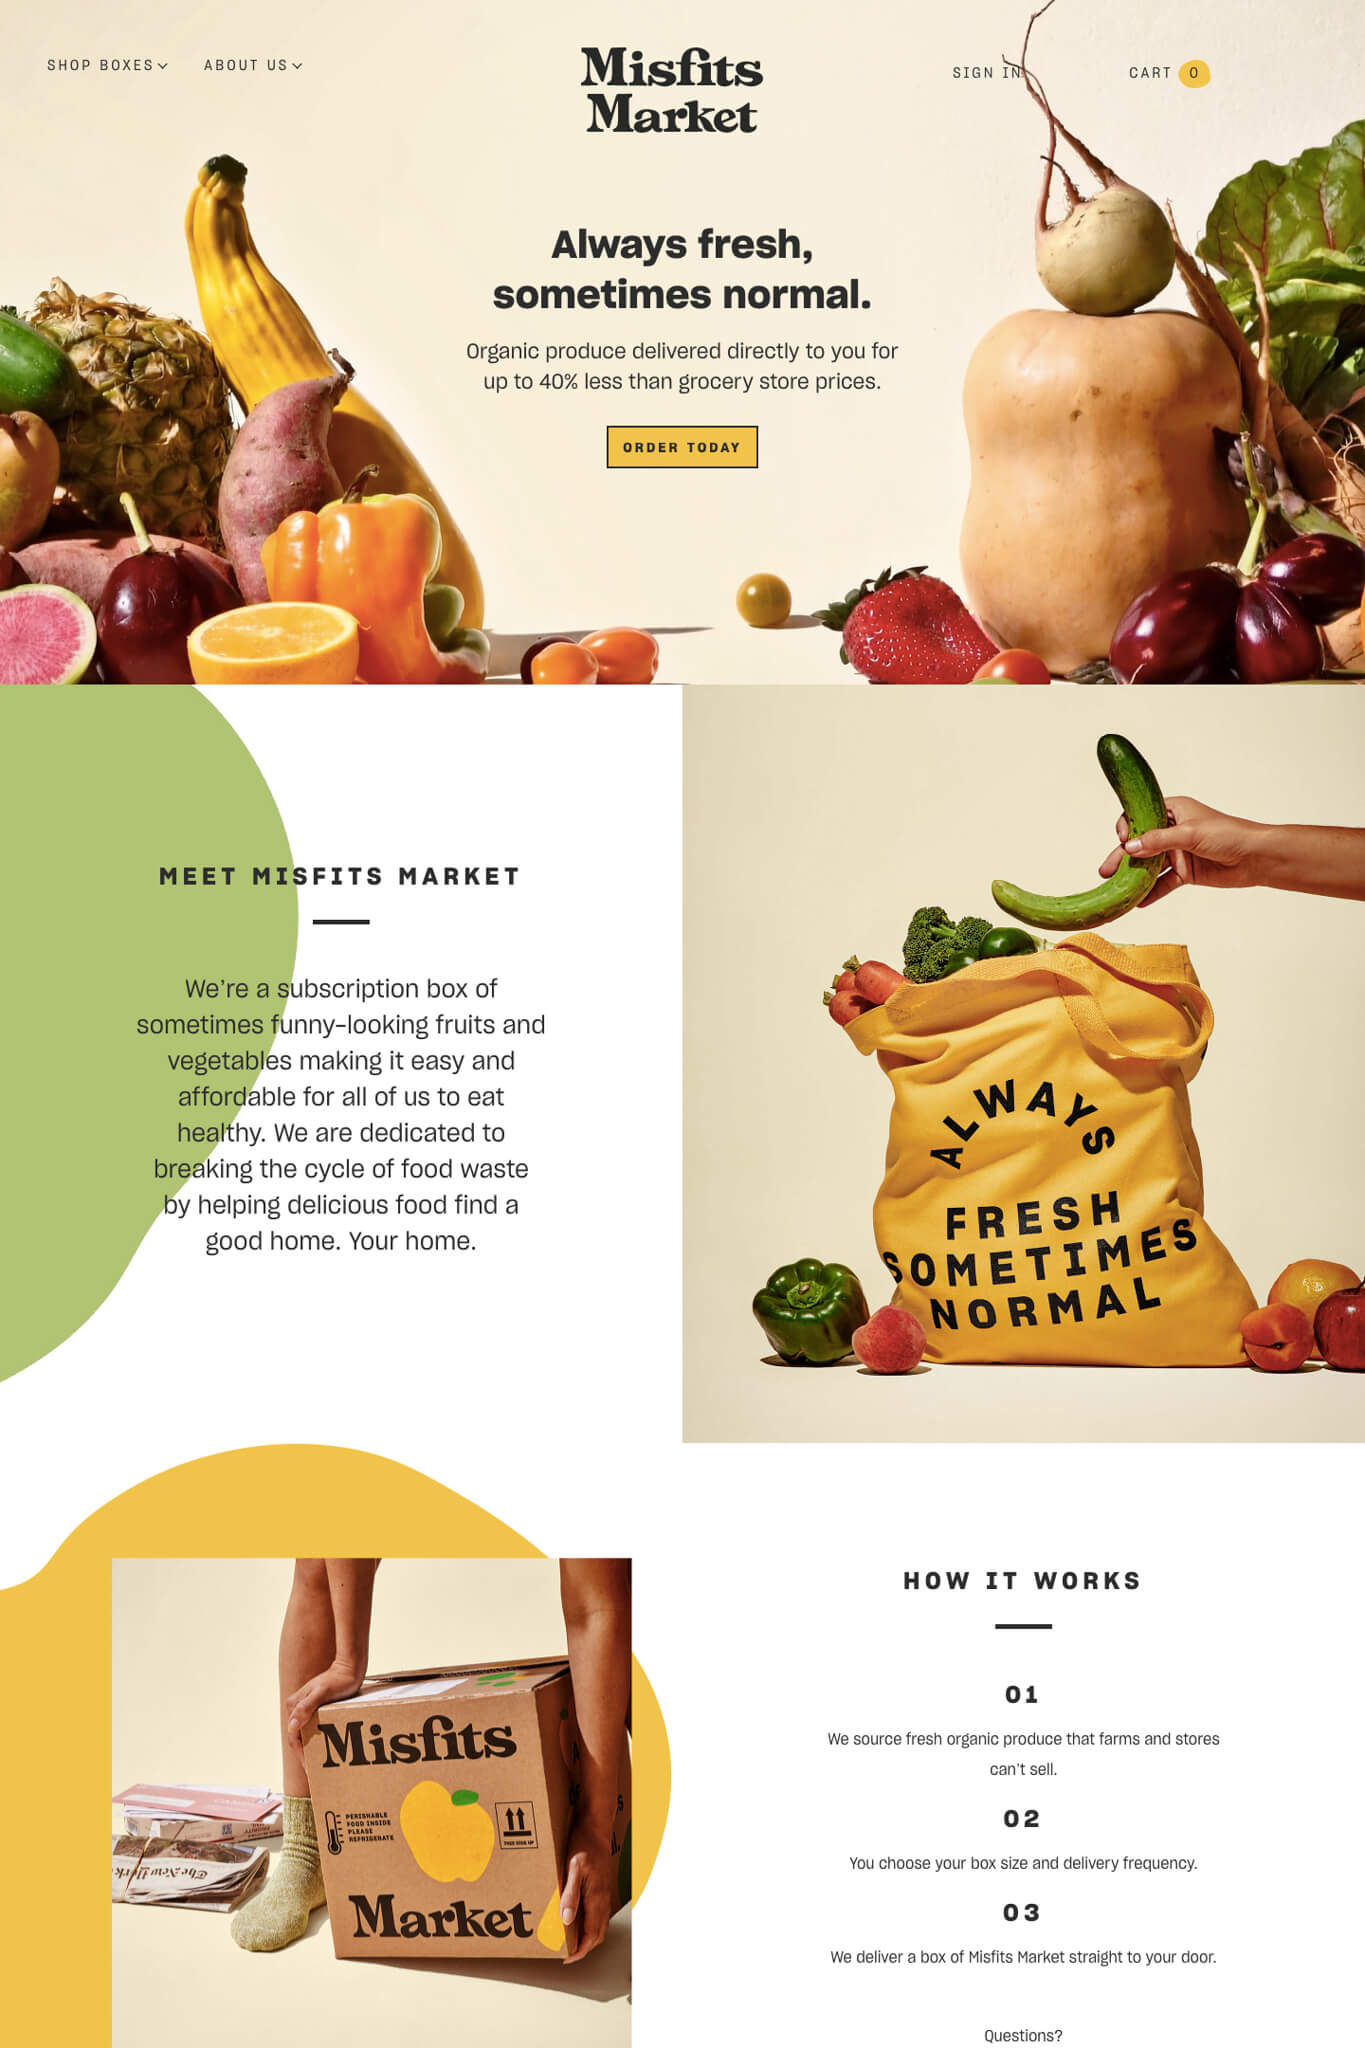 SHOP BOXES
ABOUT US
Misfits
Market
SIGN IN
CART 0
Always fresh,
sometimes normal.
Organic produce delivered directly to you for
up to 40% less than grocery store prices.
ORDER TODAY
MEET MISFITS MARKET
We're a subscription box of
sometimes funny-looking fruits and
vegetables making it easy and
affordable for all of us to eat
healthy. We are dedicated to
breaking the cycle of food waste
by helping delicious food find a
good home. Your home.
ALWAYS
FRESH
SOMETIMES
NORMAL
Misfits
PERISHABLE
FOOD INSIDE
PLEASE
REFRIGERATE
THIS SIDE UP
Market
The New York
HOW IT WORKS
01
We source fresh organic produce that farms and stores
can't sell.
02
You choose your box size and delivery frequency.
03
We deliver a box of Misfits Market straight to your door.
Questions?